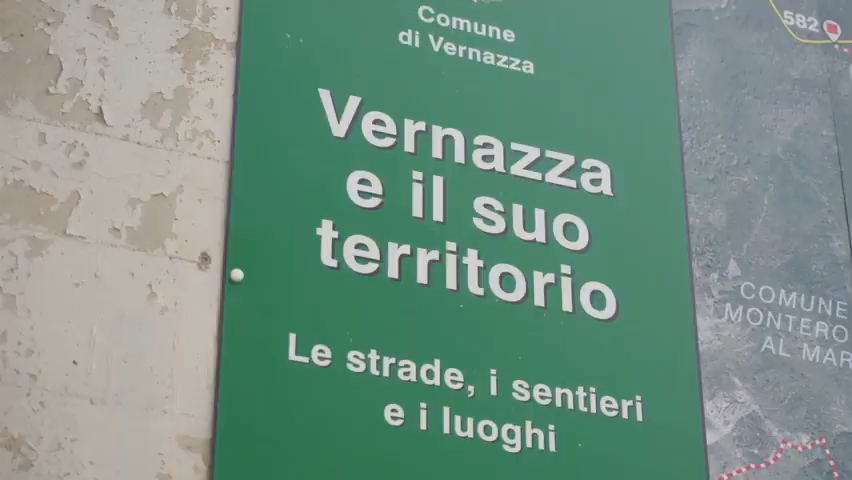 Comune
di Vernazza
Vernazza
e il suo
territorio
Le strade, i sentieri
e i luoghi
582
COMUNE
MONTERO
AL MAR